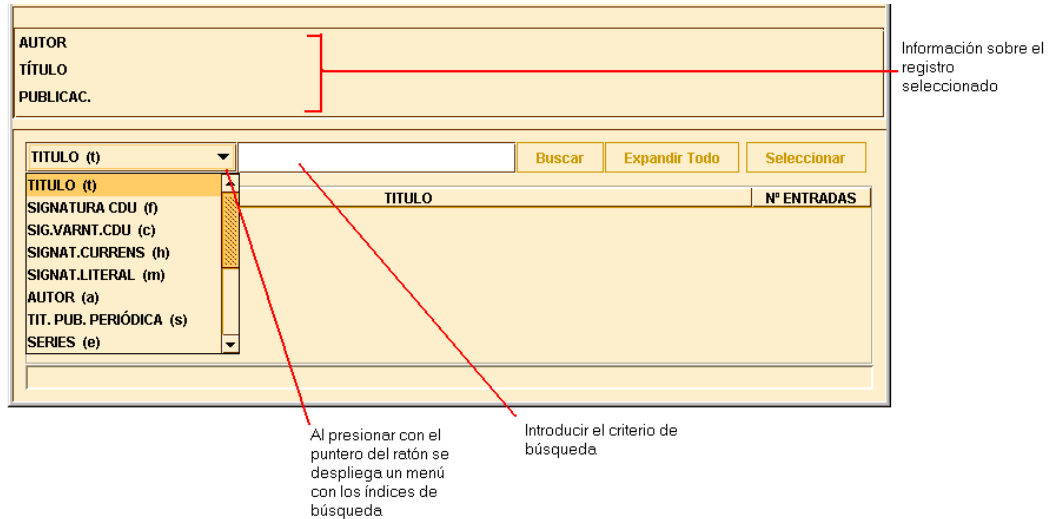 AUTOR
TÍTULO
PUBLICAC.
Información sobre el
registro
seleccionado
TITULO (t)
Buscar
Expandir Todo
Seleccionar
TITULO (t)
SIGNATURA CDU (f)
SIG.VARNT.CDU (c)
SIGNAT.CURRENS (h)
SIGNAT.LITERAL (m)
AUTOR (a)
TIT. PUB. PERIÓDICA (s)
SERIES (e)
TITULO
Nº ENTRADAS
Al presionar con el
puntero del ratón se
despliega un menú
con los índices de
búsqueda
Introducir el criterio de
búsqueda